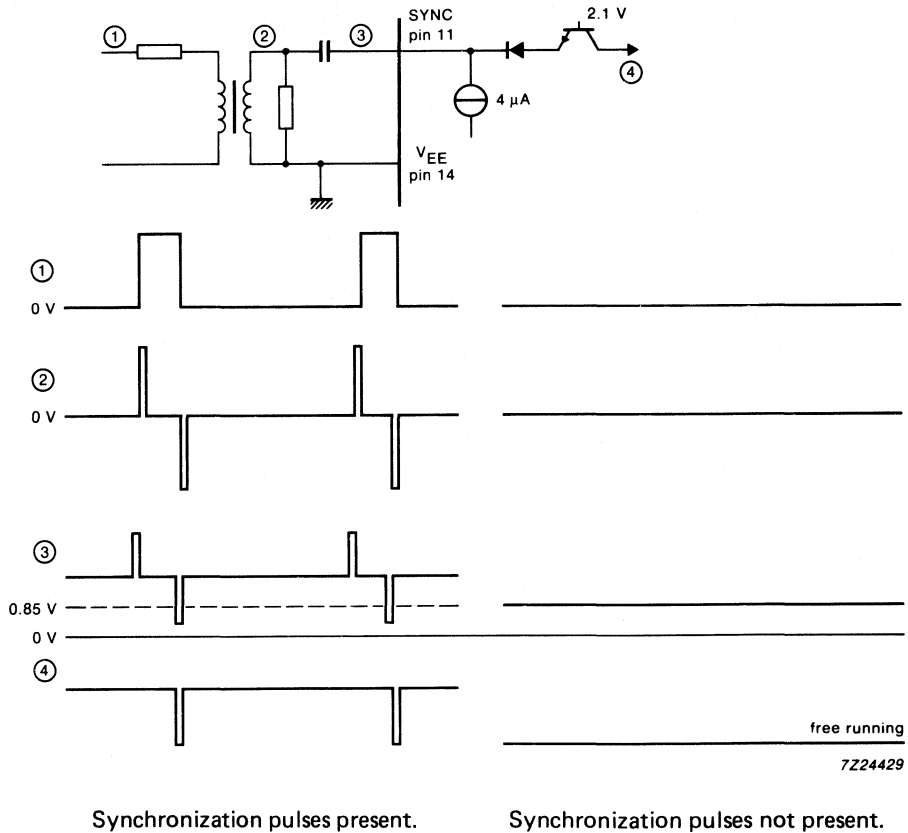 SYNC
pin 11
2.1 V
① ② ③
④
4 μA
VEE
pin 14
①
0 V
②
0 V
③
0.85 V
0 V
④
free running
7Z24429
Synchronization pulses present. Synchronization pulses not present.